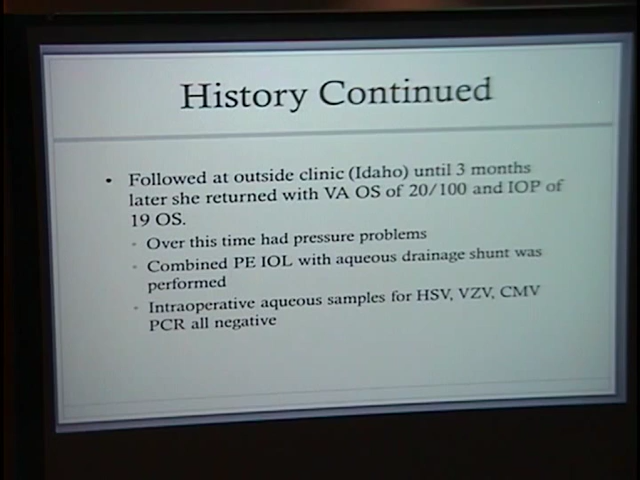 History Continued
• Followed at outside clinic (Idaho) until 3 months
later she returned with VA OS of 20/100 and IOP of
19 OS.
• Over this time had pressure problems
• Combined PE IOL with aqueous drainage shunt was
performed
• Intraoperative aqueous samples for HSV, VZV, CMV
PCR all negative